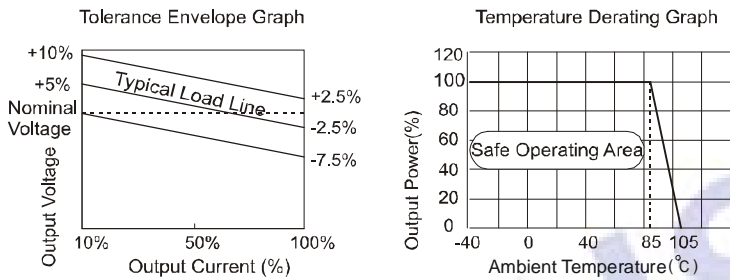 Tolerance Envelope Graph
+10%
+5%
Nominal
Voltage
Typical Load Line
+2.5%
-2.5%
-7.5%
Output Voltage
10%
50%
100%
Output Current (%)
Temperature Derating Graph
120
100
80
60
40
20
0
Output Power(%)
Safe Operating Area
-40
0
40
85
105
Ambient Temperature(℃)